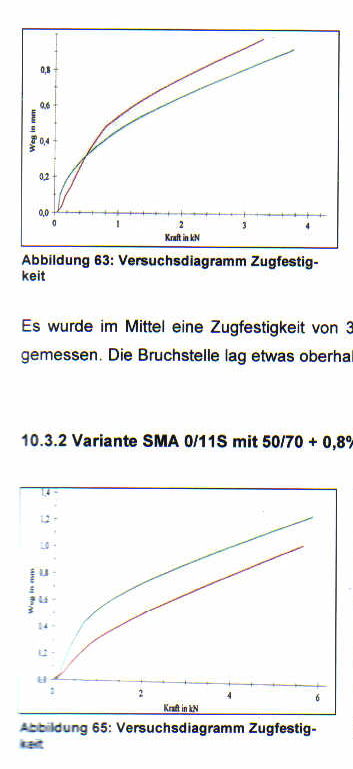 0,8
0,6
Weg in mm
0,4
0,2
0,0
0 1 2 3 4
Kraft in kN
Abbildung 63: Versuchsdiagramm Zugfestig-
keit
Es wurde im Mittel eine Zugfestigkeit von 3
gemessen. Die Bruchstelle lag etwas oberhal
10.3.2 Variante SMA 0/11S mit 50/70 + 0,8%
1,4
1,2
1,0
0,8
Weg in mm
0,6
0,4
0,2
0,0
2 4 6
Kraft in kN
Abbildung 65: Versuchsdiagramm Zugfestig-
keit